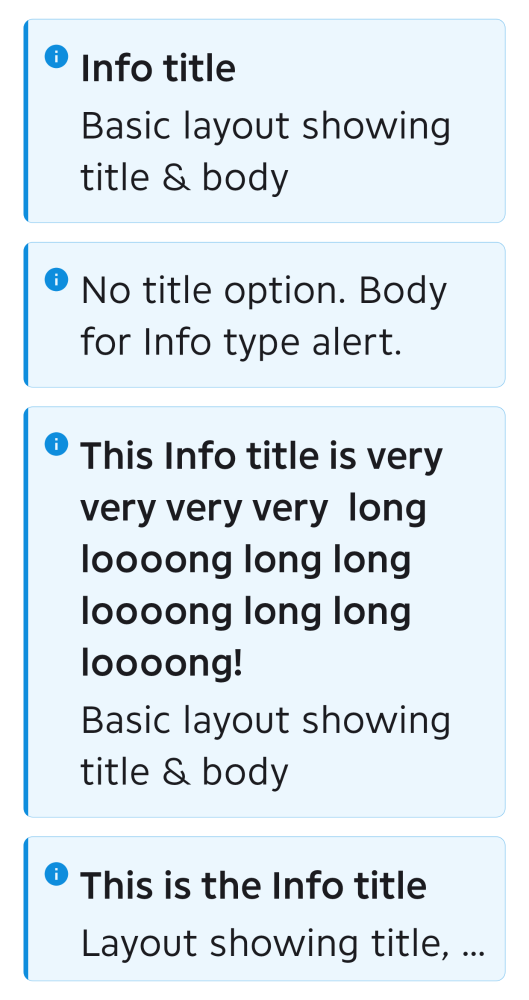 Info title
Basic layout showing
title & body
No title option. Body
for Info type alert.
This Info title is very
very very very  long
loooong long long
loooong long long
loooong!
Basic layout showing
title & body
This is the Info title
Layout showing title, ...